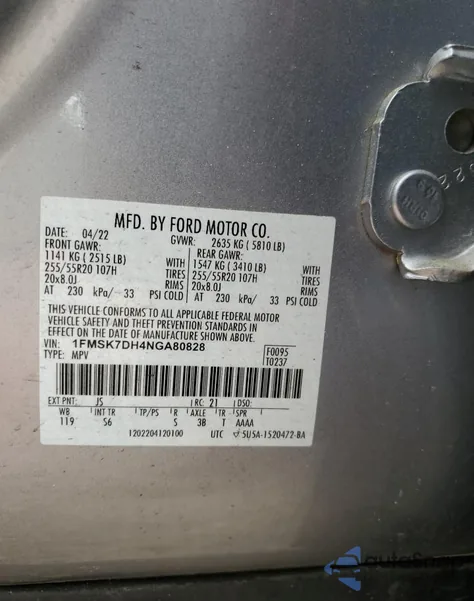 MFD. BY FORD MOTOR CO.
DATE: 04/22 GVWR: 2635 KG ( 5810 LB)
FRONT GAWR: REAR GAWR:
1141 KG ( 2515 LB) WITH 1547 KG ( 3410 LB) WITH
255/55R20 107H TIRES 255/55R20 107H TIRES
20x8.0J RIMS 20x8.0J RIMS
AT 230 kPa/ 33 PSI COLD AT 230 kPa/ 33 PSI COLD
THIS VEHICLE CONFORMS TO ALL APPLICABLE FEDERAL MOTOR
VEHICLE SAFETY AND THEFT PREVENTION STANDARDS IN
EFFECT ON THE DATE OF MANUFACTURE SHOWN ABOVE.
VIN: 1FMSK7DH4NGA80828 F0095
TYPE: MPV T0237
EXT PNT: JS RC: 21 DSO:
WB INT TR TP/PS R AXLE TR SPR
119 S6 S 3B T AAAA
1202204120100 UTC 5U5A-1520472-BA
autoSnap